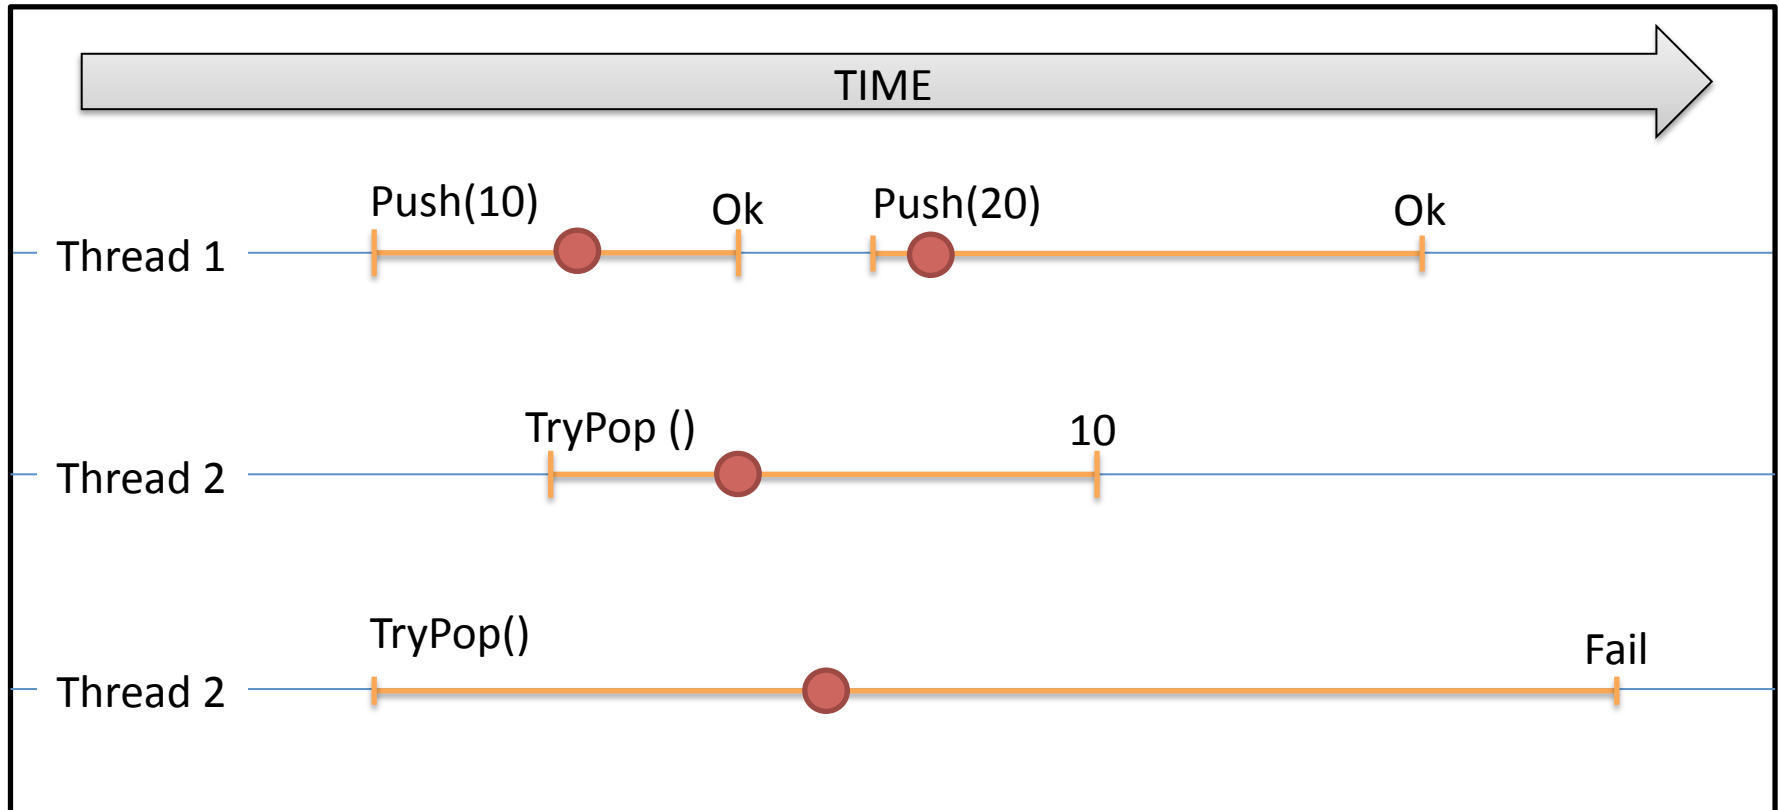 TIME
Push(10)
Ok
Push(20)
Ok
Thread 1
TryPop ()
10
Thread 2
TryPop()
Fail
Thread 2